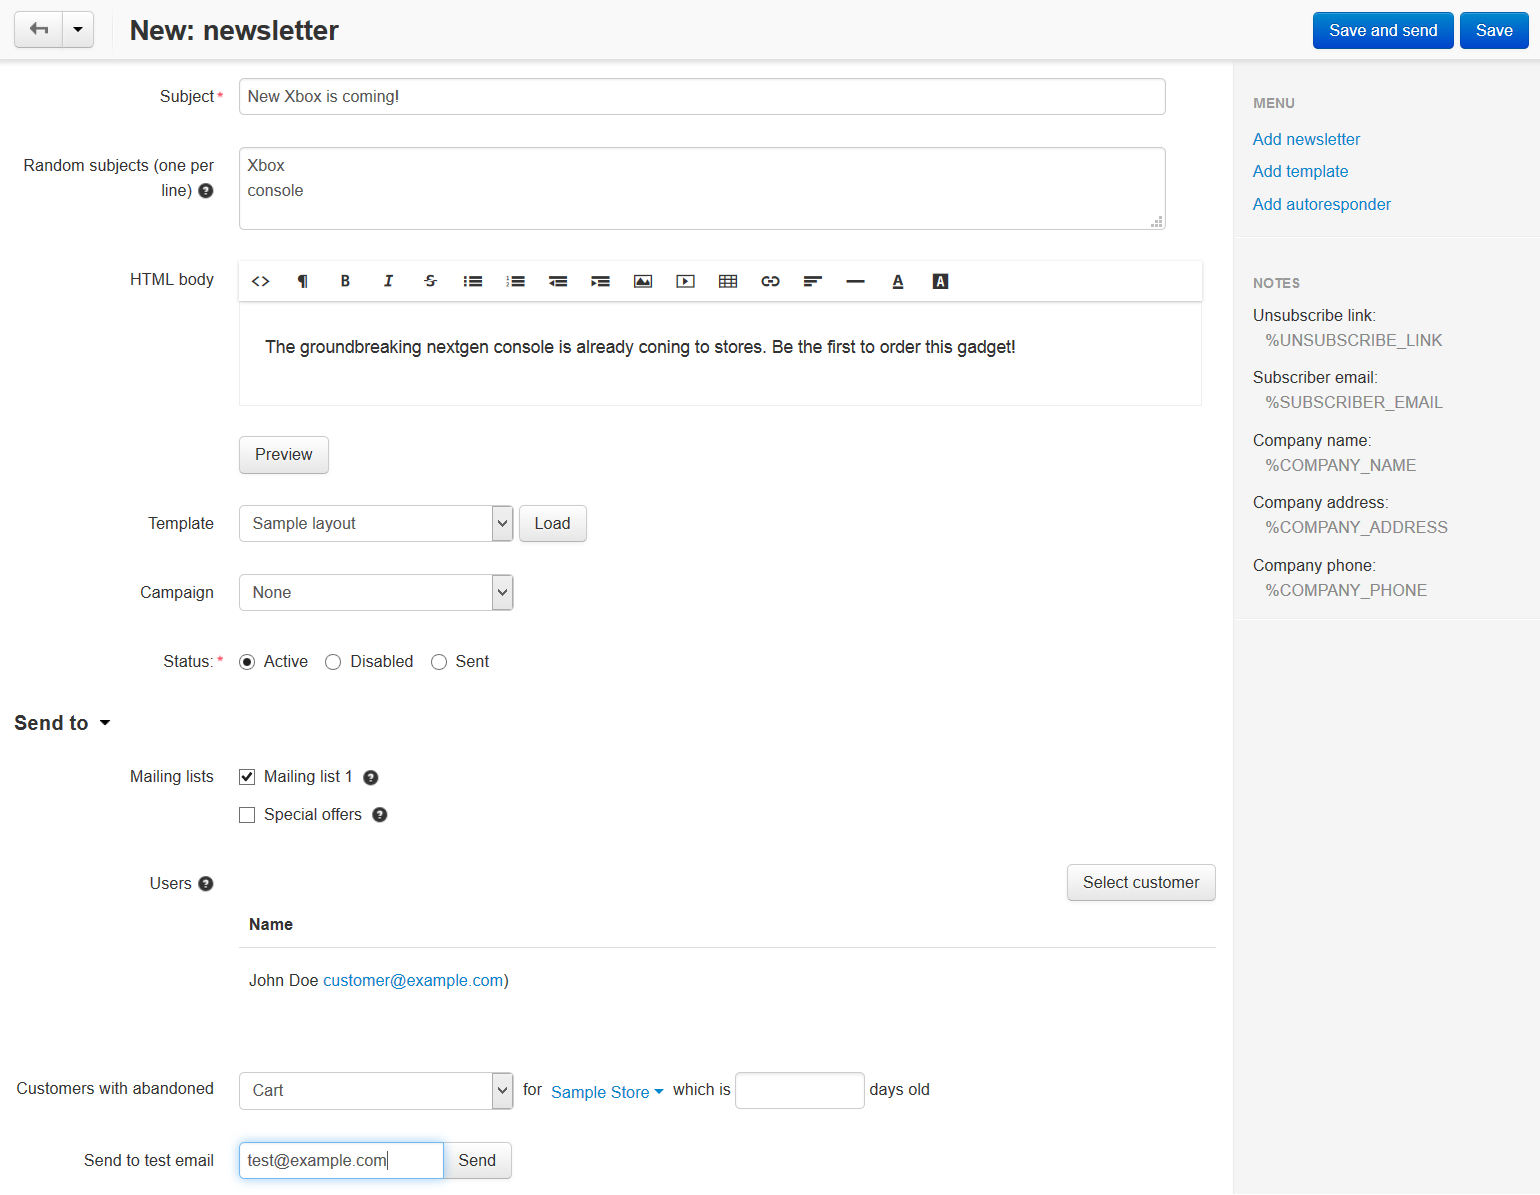 New: newsletter
Save and send
Save
Subject*
New Xbox is coming!
Random subjects (one per
line)
Xbox
console
HTML body
The groundbreaking nextgen console is already coning to stores. Be the first to order this gadget!
Preview
Template
Sample layout
Load
Campaign
None
Status:*
Active
Disabled
Sent
Send to
Mailing lists
Mailing list 1
Special offers
Users
Select customer
Name
John Doe customer@example.com)
Customers with abandoned
Cart
for Sample Store which is
days old
Send to test email
test@example.com
Send
MENU
Add newsletter
Add template
Add autoresponder
NOTES
Unsubscribe link:
%UNSUBSCRIBE_LINK
Subscriber email:
%SUBSCRIBER_EMAIL
Company name:
%COMPANY_NAME
Company address:
%COMPANY_ADDRESS
Company phone:
%COMPANY_PHONE